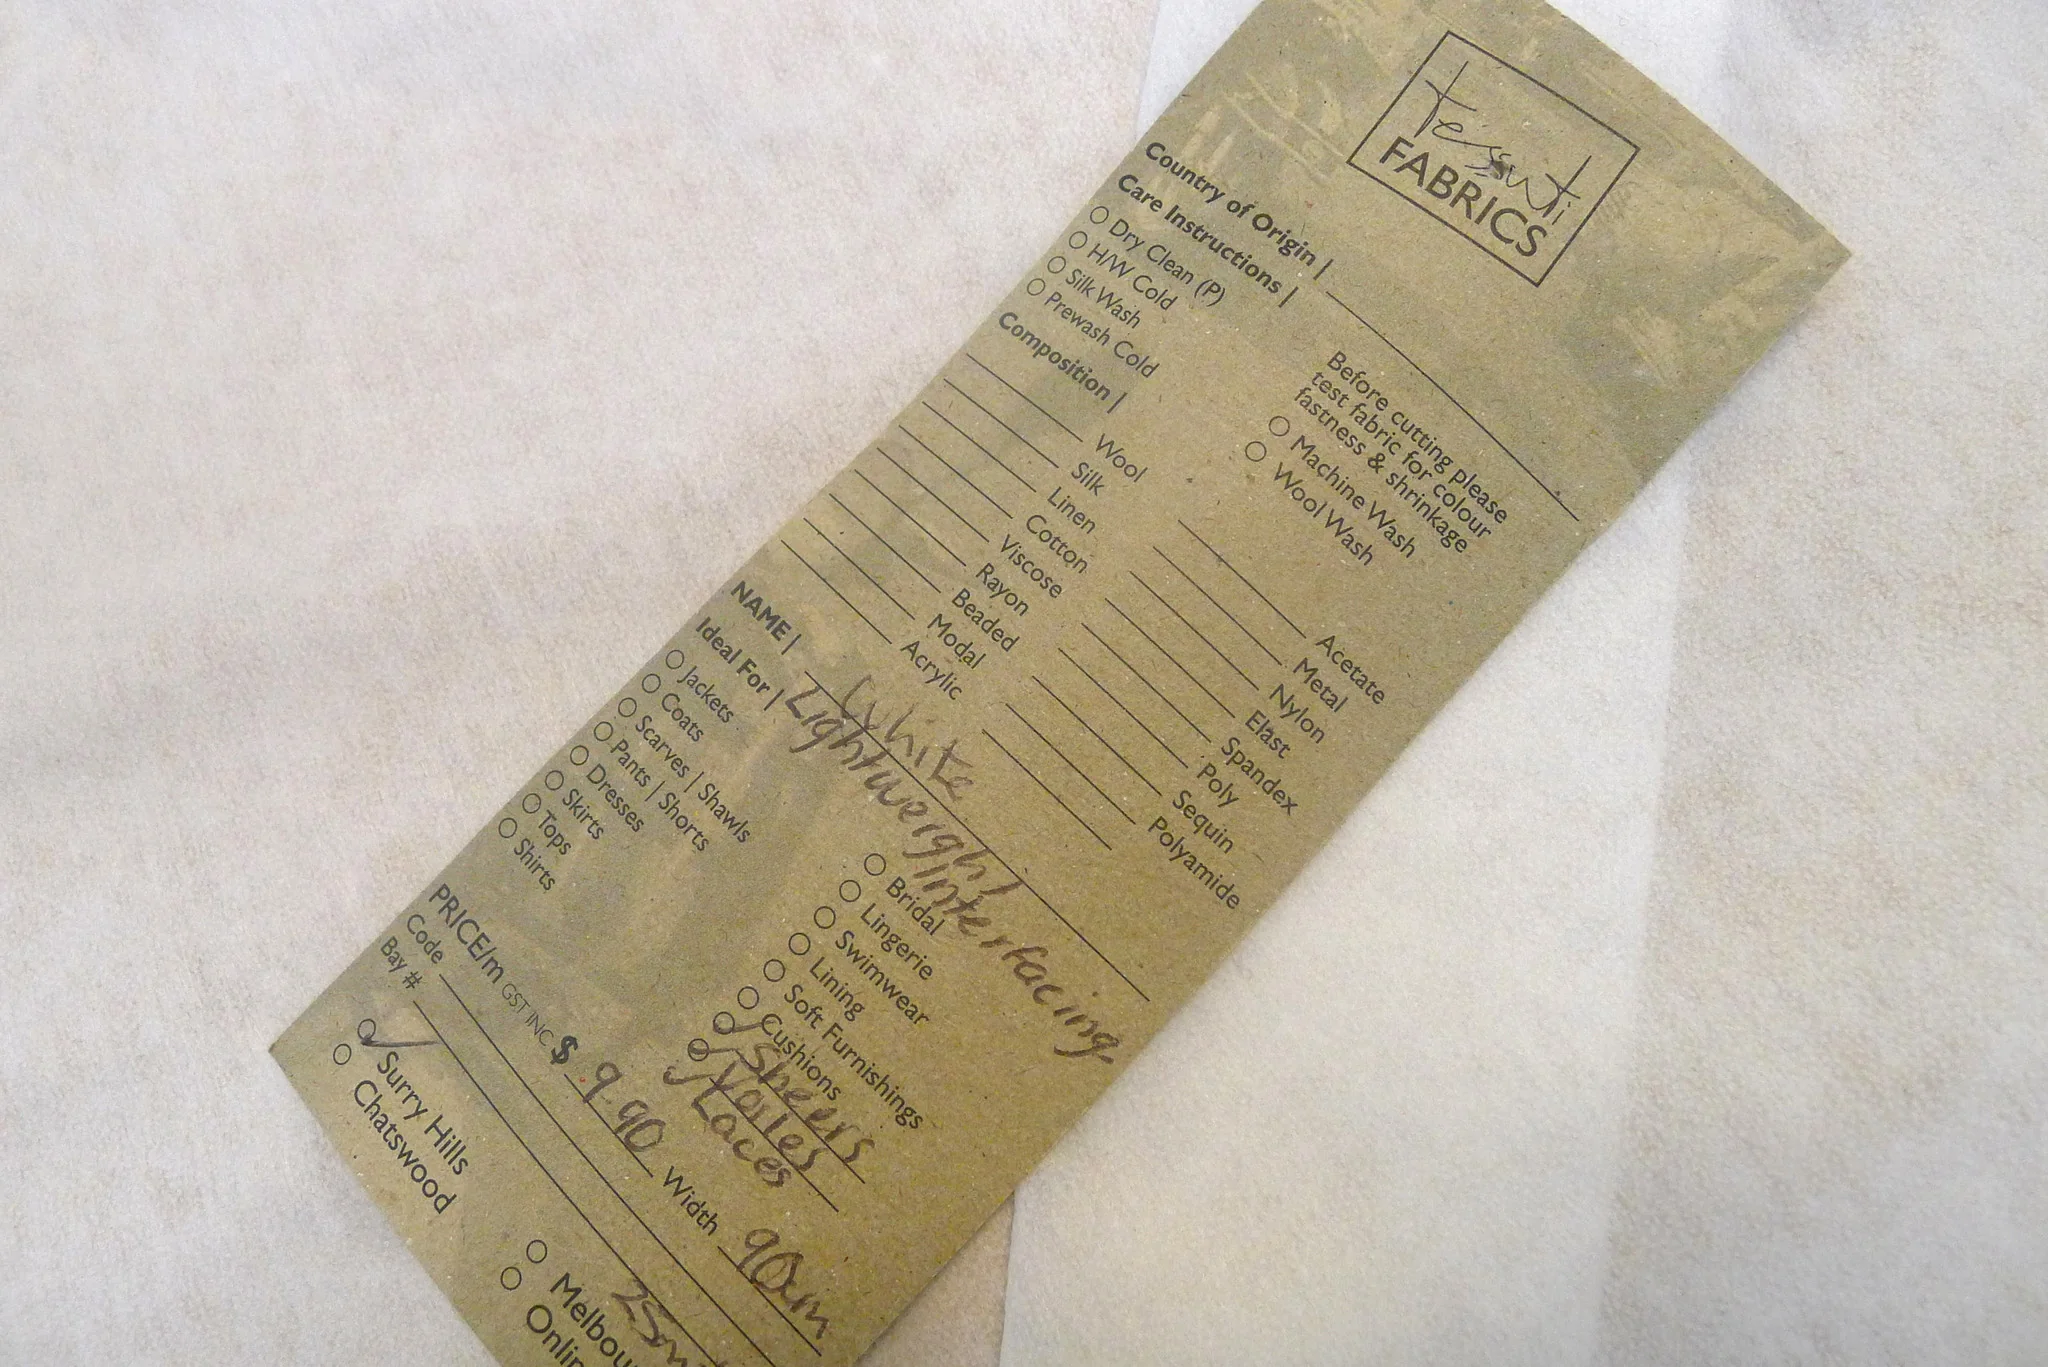 tessuti
FABRICS
Country of Origin |
Care Instructions |
Dry Clean (P)
H/W Cold
Silk Wash
Prewash Cold
Before cutting please
test fabric for colour
fastness & shrinkage
Machine Wash
Wool Wash
Composition |
Wool
Silk
Linen
Cotton
Viscose
Rayon
Beaded
Modal
Acrylic
Acetate
Metal
Nylon
Elast
Spandex
Poly
Sequin
Polyamide
NAME | White
Lightweight Interfacing
Ideal For |
Jackets
Coats
Scarves | Shawls
Pants | Shorts
Dresses
Skirts
Tops
Shirts
Bridal
Lingerie
Swimwear
Lining
Soft Furnishings
Cushions
Sheers
Voiles
Laces
PRICE/m GST INC $ 9.90 Width 90cm
Code
Bay #
Surry Hills
Chatswood